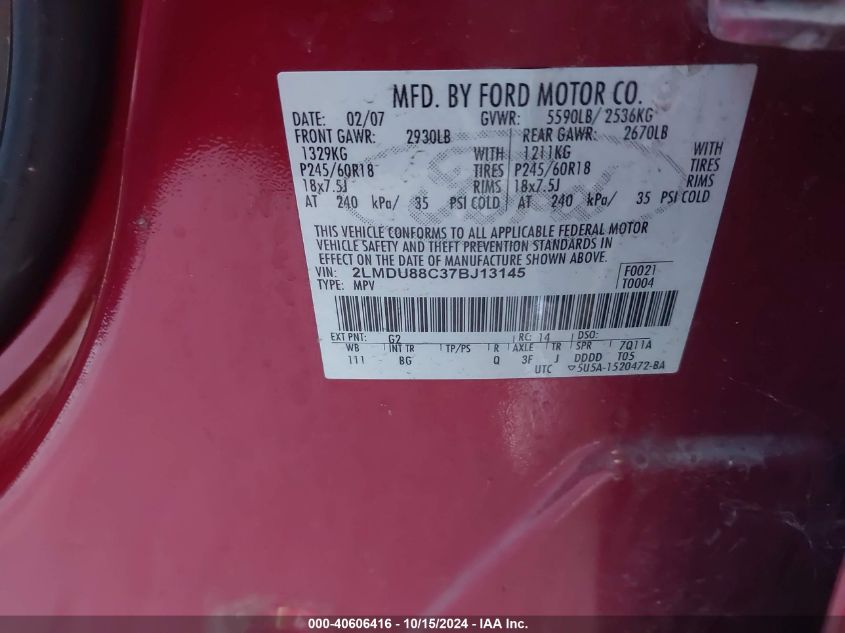 MFD. BY FORD MOTOR CO.
DATE: 02/07 GVWR: 5590LB/ 2536KG
FRONT GAWR: 2930LB REAR GAWR: 2670LB
1329KG WITH 1211KG WITH
P245/60R18 TIRES P245/60R18 TIRES
18x7.5J RIMS 18x7.5J RIMS
AT 240 kPa/ 35 PSI COLD AT 240 kPa/ 35 PSI COLD
Ford
THIS VEHICLE CONFORMS TO ALL APPLICABLE FEDERAL MOTOR
VEHICLE SAFETY AND THEFT PREVENTION STANDARDS IN
EFFECT ON THE DATE OF MANUFACTURE SHOWN ABOVE.
VIN: 2LMDU88C37BJ13145 F0021
TYPE: MPV T0004
EXT PNT: G2 RC: 14 DSO:
WB INT TR TP/PS R AXLE TR SPR 7Q11A
111 BG Q 3F J DDDD T05
UTC ▽5U5A-1520472-BA
000-40606416 - 10/15/2024 - IAA Inc.